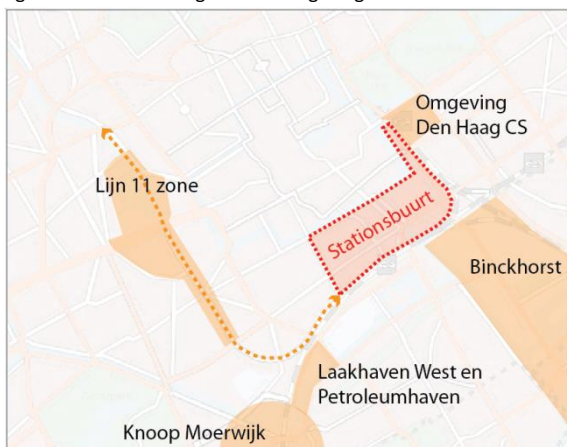 Omgeving
Den Haag CS
Lijn 11 zone
Stationsbuurt
Binckhorst
Laakhaven West en
Petroleumhaven
Knoop Moerwijk